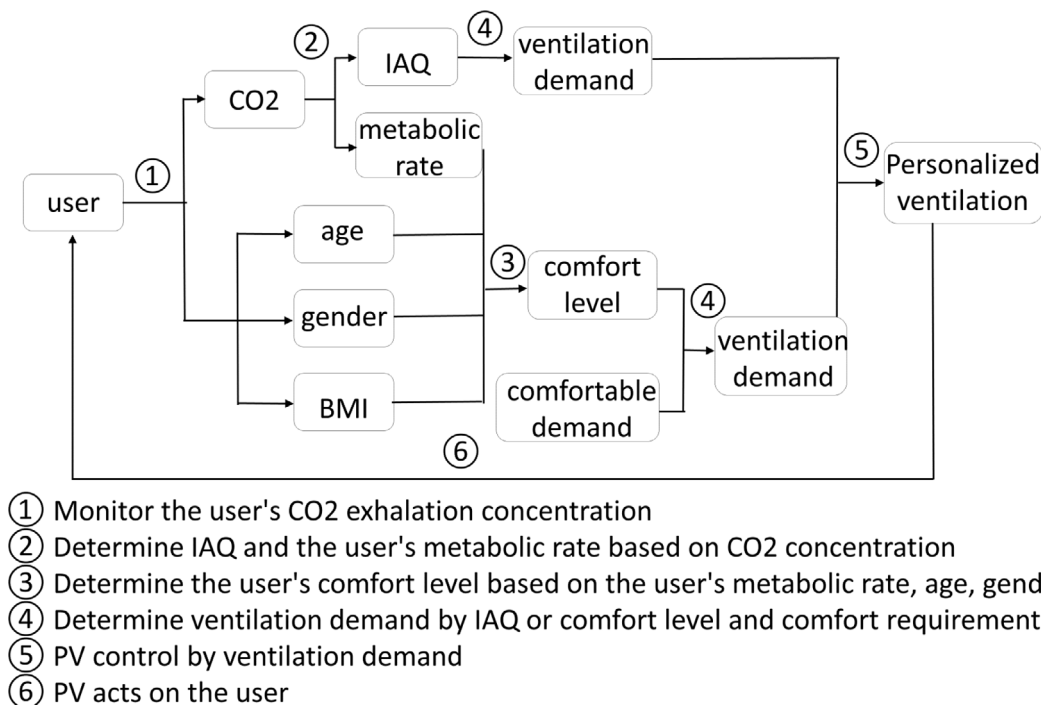 ②
④
IAQ
ventilation
demand
CO2
metabolic
rate
①
⑤
Personalized
ventilation
user
age
③
comfort
level
gender
④
ventilation
demand
BMI
comfortable
demand
⑥
① Monitor the user's CO2 exhalation concentration
② Determine IAQ and the user's metabolic rate based on CO2 concentration
③ Determine the user's comfort level based on the user's metabolic rate, age, gend
④ Determine ventilation demand by IAQ or comfort level and comfort requirement
⑤ PV control by ventilation demand
⑥ PV acts on the user